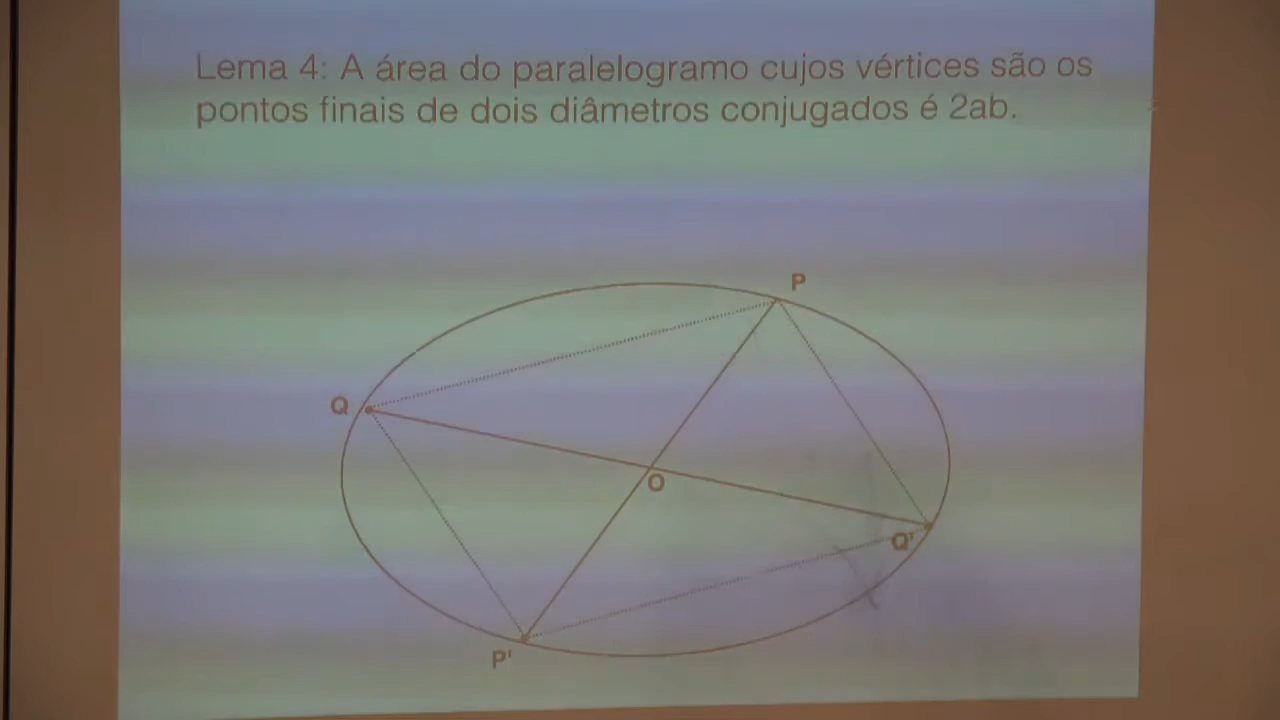 Lema 4: A área do paralelogramo cujos vértices são os
pontos finais de dois diâmetros conjugados é 2ab.
P
Q
O
Q'
P'